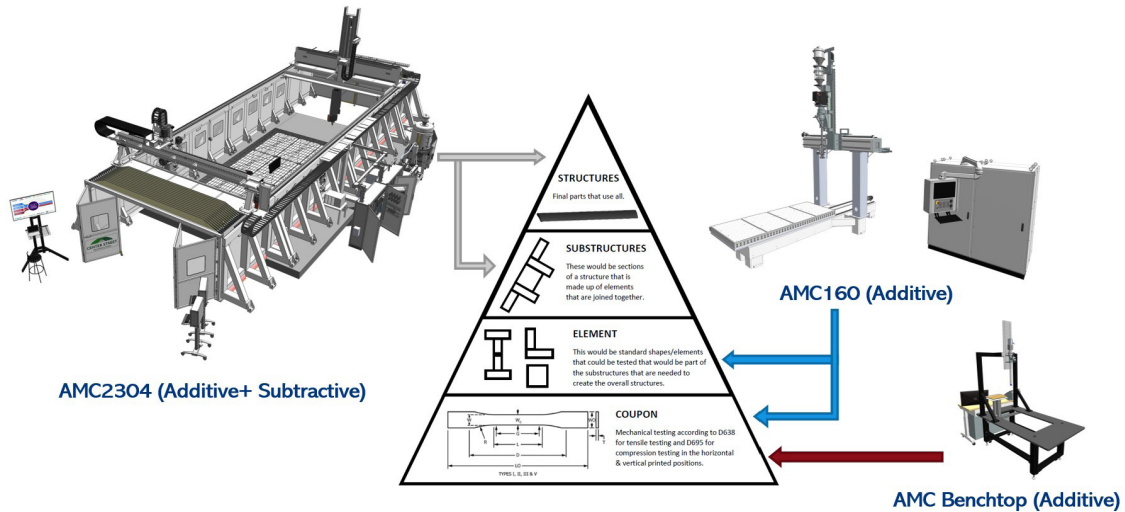 STRUCTURES
Final parts that use all.
SUBSTRUCTURES
These would be sections
of a structure that is
made up of elements
that are joined together.
AMC160 (Additive)
ELEMENT
This would be standard shapes/elements
that could be tested that would be part of
the substructures that are needed to
create the overall structures.
AMC2304 (Additive+ Subtractive)
COUPON
Mechanical testing according to D638
for tensile testing and D695 for
compression testing in the horizontal
& vertical printed positions.
W
WO
T
R
G
L
D
LO
TYPES I, II, III & V
AMC Benchtop (Additive)
CENTER STREET